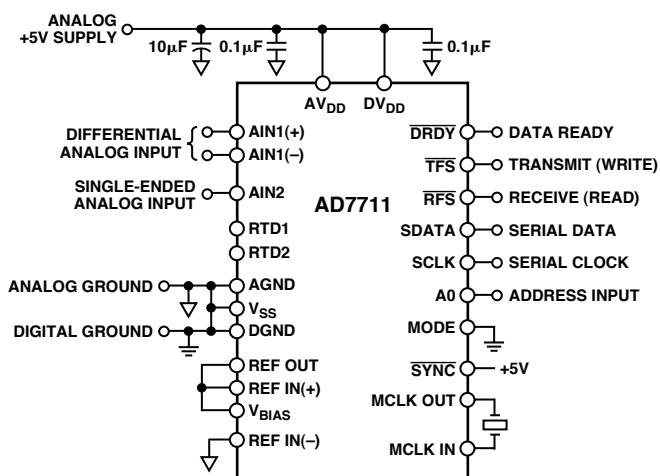 ANALOG
+5V SUPPLY
10μF
0.1μF
0.1μF
AVDD
DVDD
DIFFERENTIAL
ANALOG INPUT
AIN1(+)
AIN1(–)
SINGLE-ENDED
ANALOG INPUT
AIN2
RTD1
RTD2
ANALOG GROUND
AGND
VSS
DIGITAL GROUND
DGND
REF OUT
REF IN(+)
VBIAS
REF IN(–)
AD7711
DRDY
DATA READY
TFS
TRANSMIT (WRITE)
RFS
RECEIVE (READ)
SDATA
SERIAL DATA
SCLK
SERIAL CLOCK
A0
ADDRESS INPUT
MODE
SYNC
+5V
MCLK OUT
MCLK IN